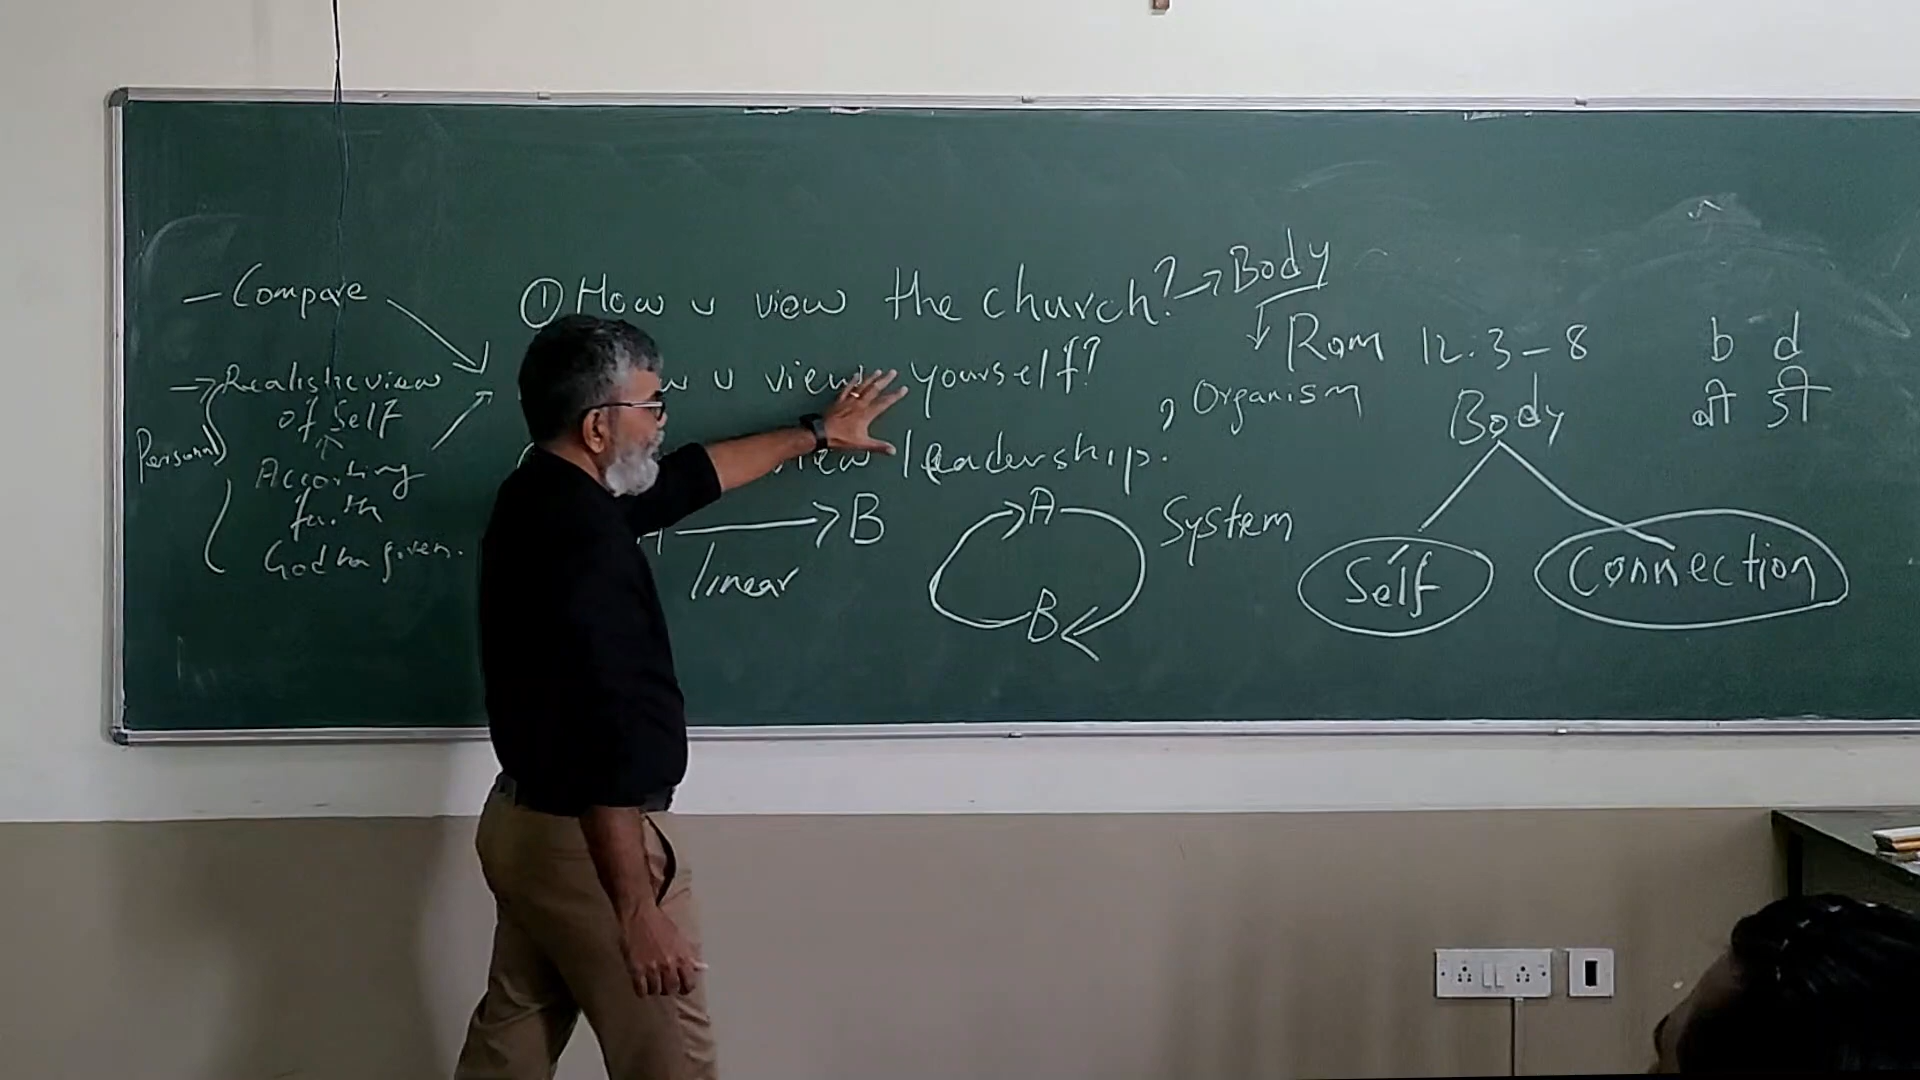 — Compare
→ Realistic view
of Self
Personal
According
faith
God has given.
① How u view the church? → Body
Rom 12:3-8
u view yourself?
Organism
view leadership.
→ B
linear
A
B
System
Body
Self
Connection
b d